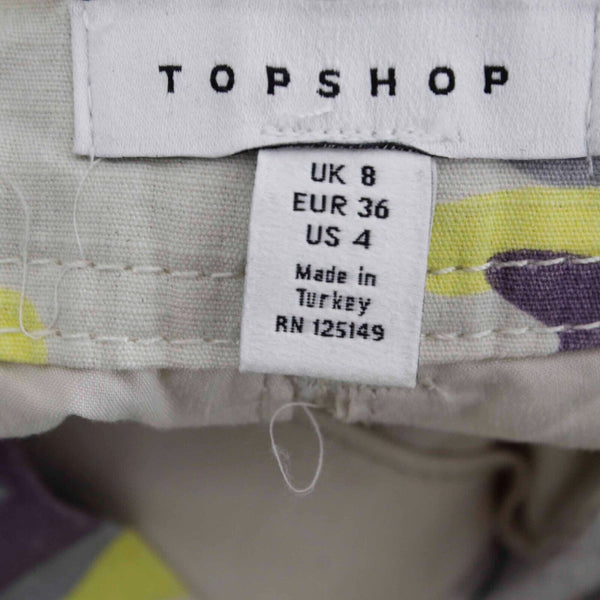 TOPSHOP
UK 8
EUR 36
US 4
Made in
Turkey
RN 125149